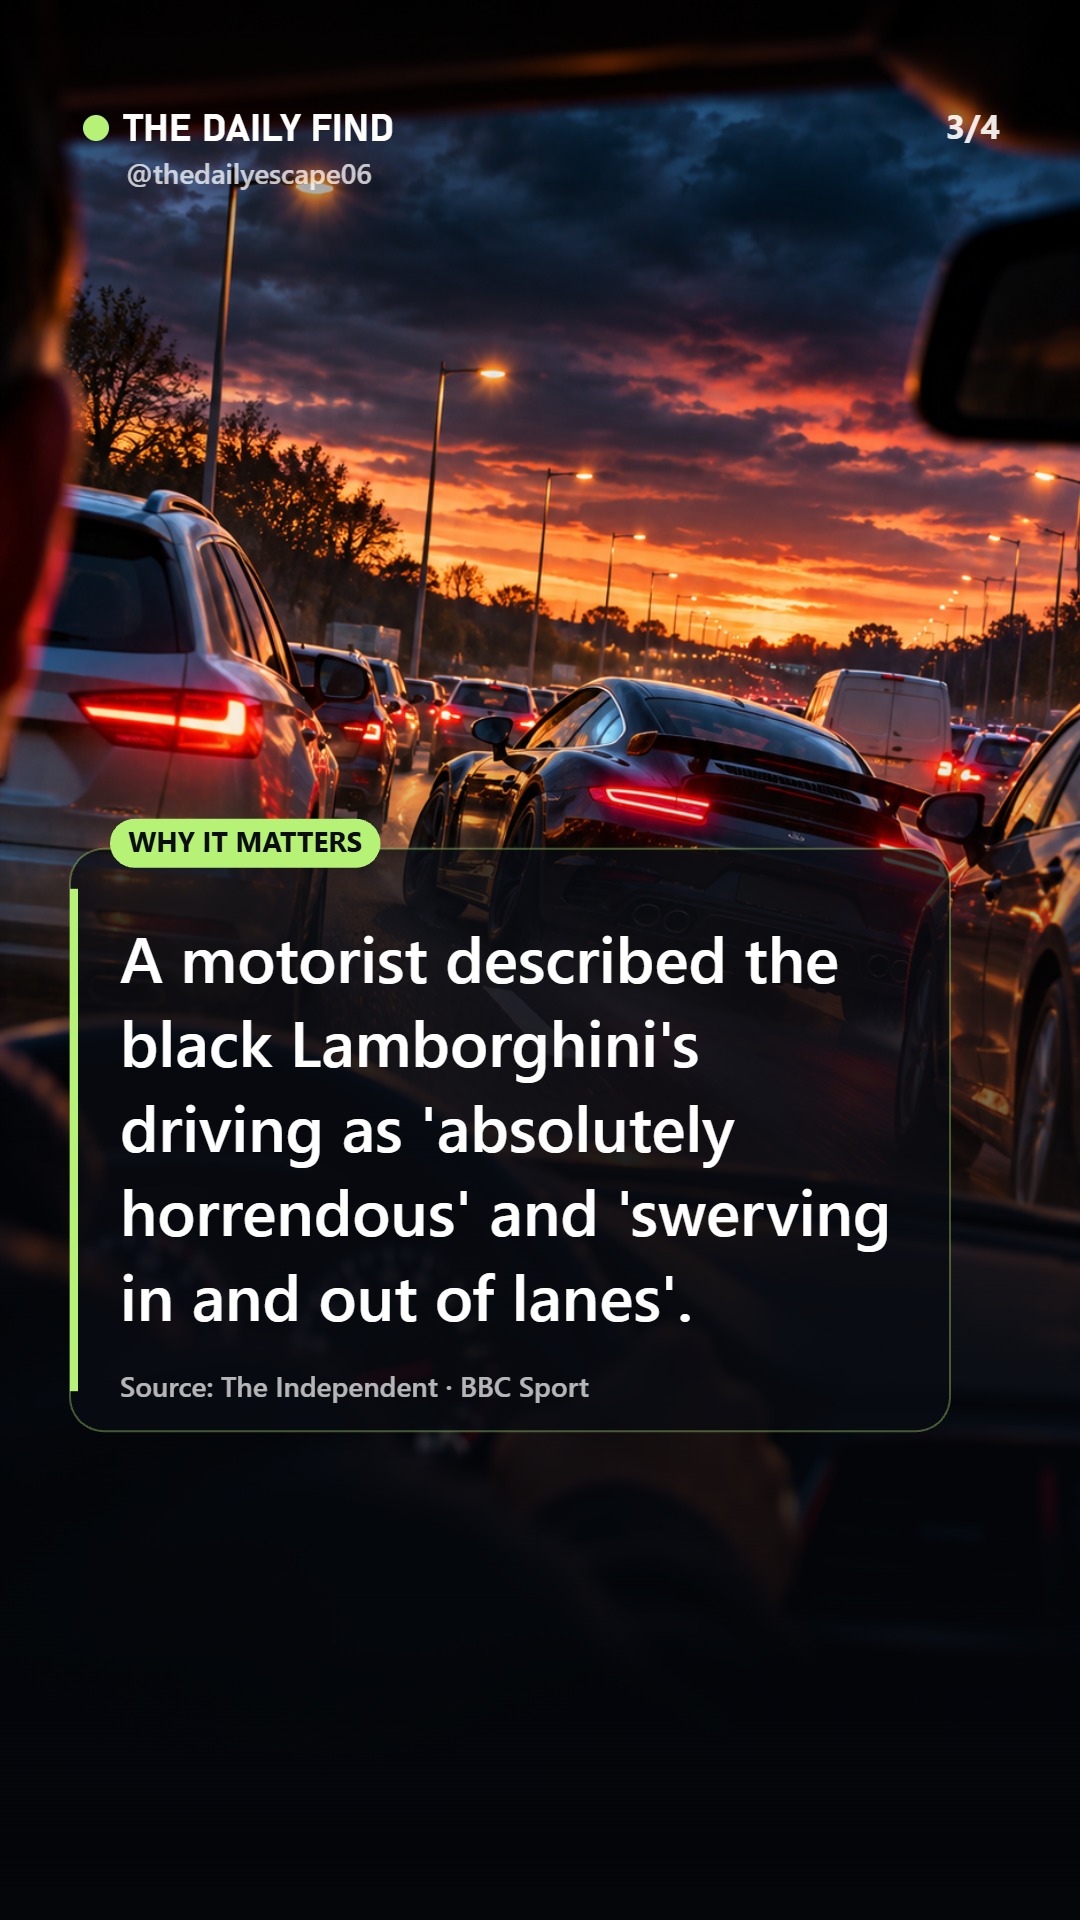 THE DAILY FIND
3/4
@thedailyescape06
WHY IT MATTERS
A motorist described the
black Lamborghini's
driving as 'absolutely
horrendous' and 'swerving
in and out of lanes'.
Source: The Independent · BBC Sport